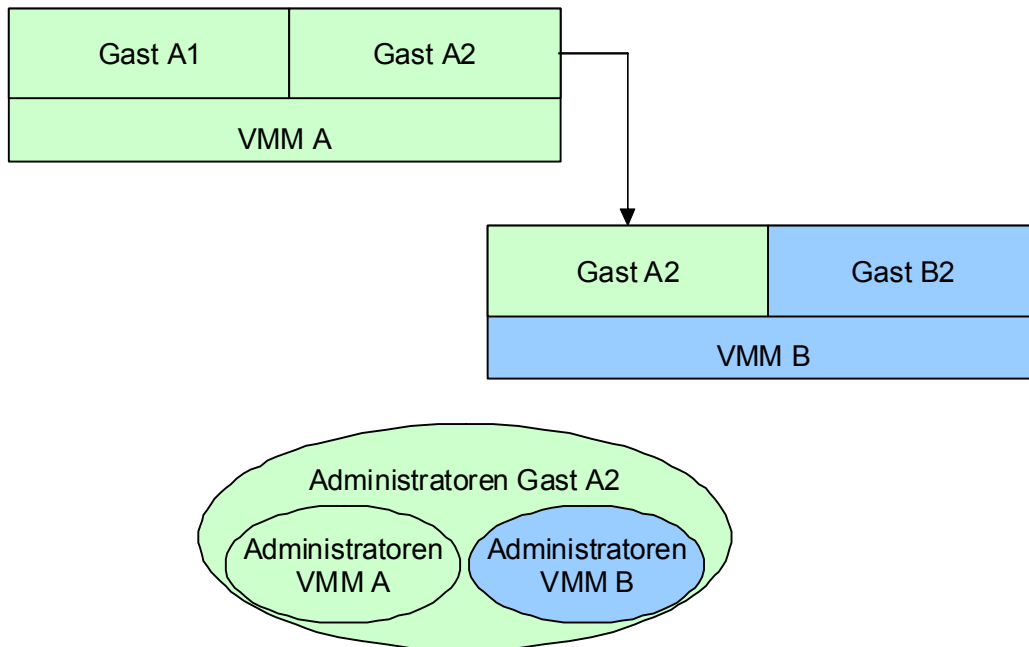 Gast A1
Gast A2
VMM A
Gast A2
Gast B2
VMM B
Administratoren Gast A2
Administratoren
VMM A
Administratoren
VMM B